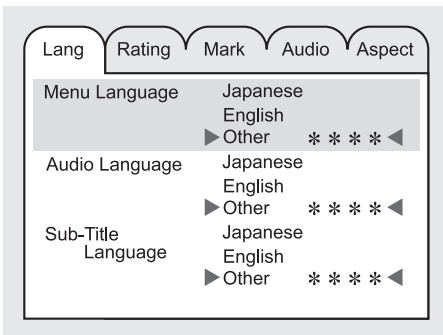 Lang Rating Mark Audio Aspect
Menu Language Japanese
English
▶Other ＊＊＊＊◀
Audio Language Japanese
English
▶Other ＊＊＊＊◀
Sub-Title Japanese
Language English
▶Other ＊＊＊＊◀